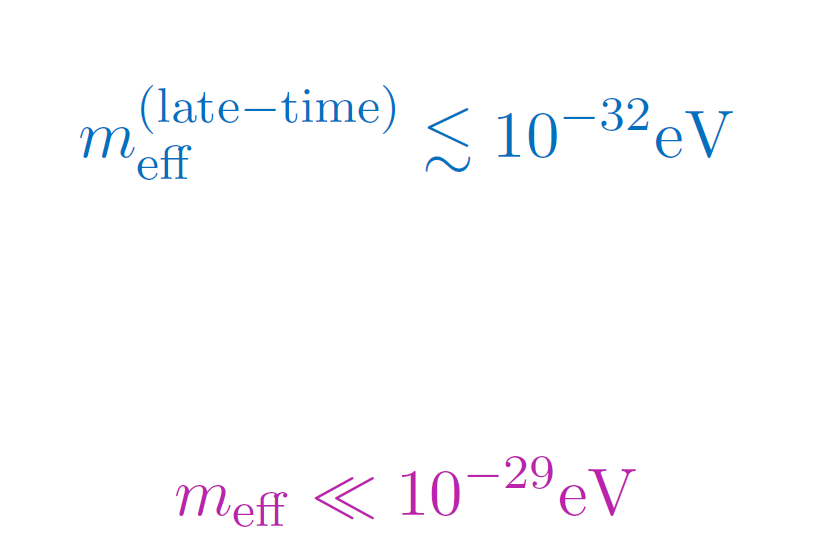 m_eff^(late−time) ≲ 10^−32 eV
m_eff ≪ 10^−29 eV